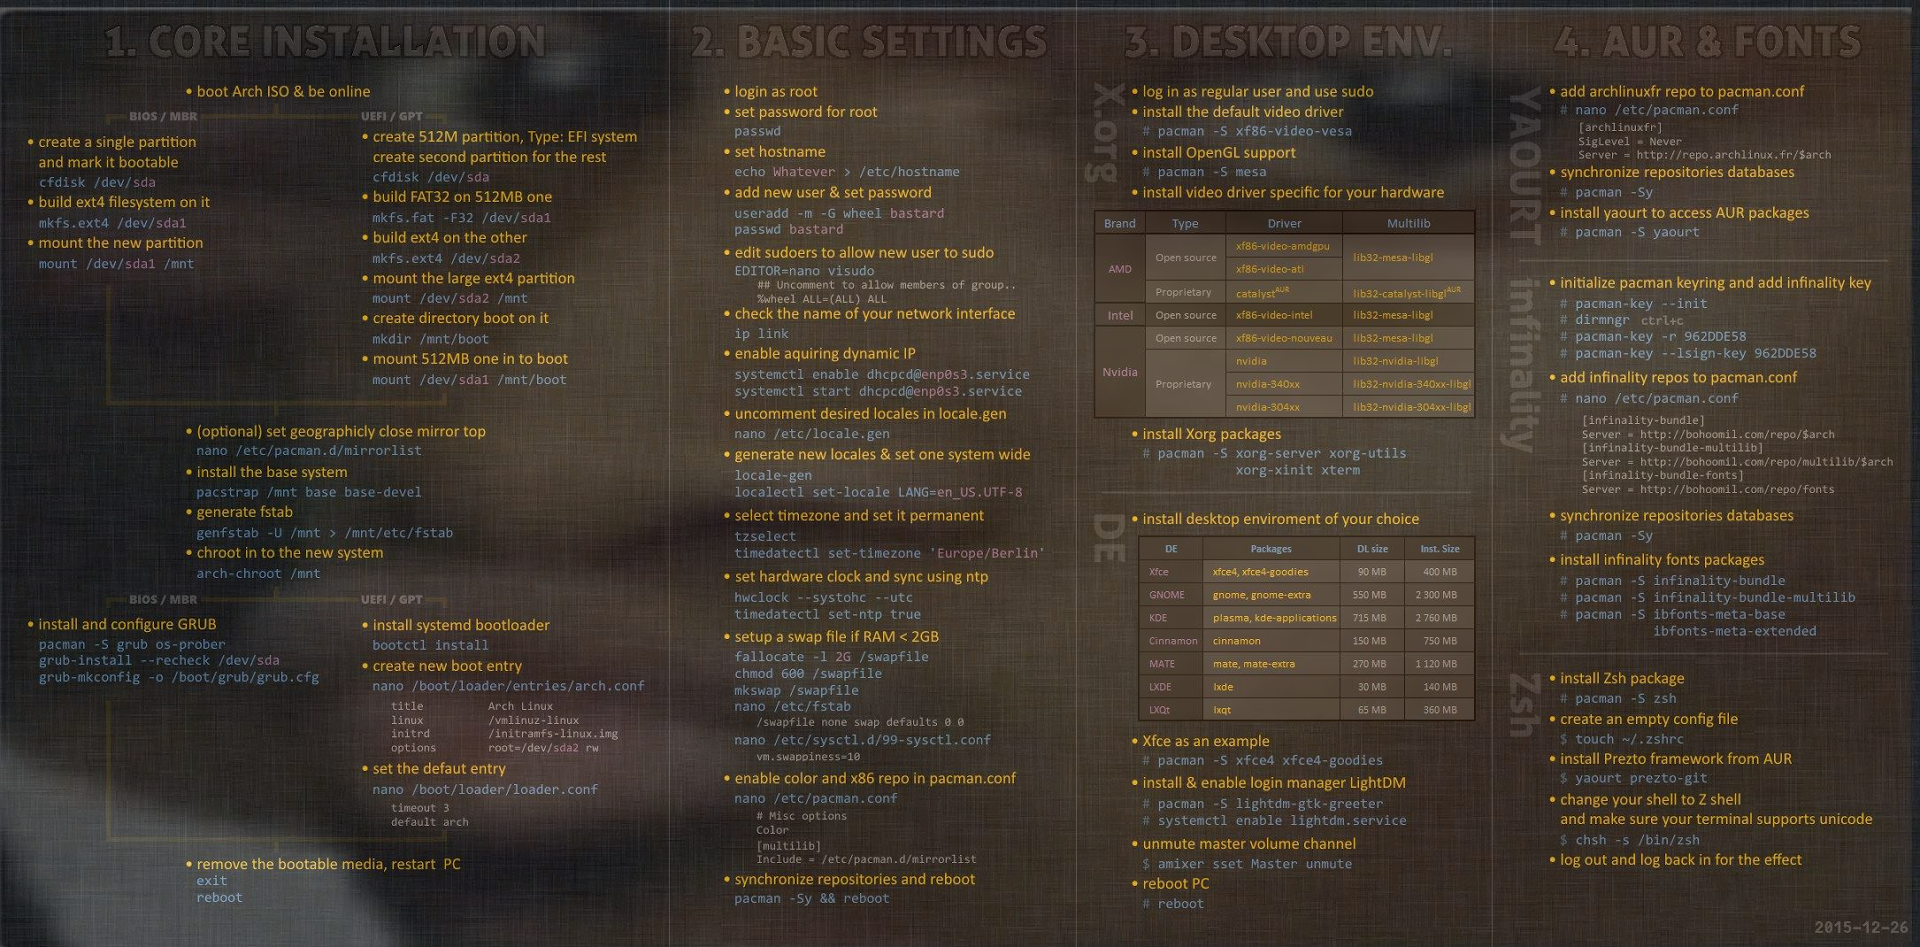 1. CORE INSTALLATION
• boot Arch ISO & be online
BIOS / MBR
• create a single partition
and mark it bootable
cfdisk /dev/sda
• build ext4 filesystem on it
mkfs.ext4 /dev/sda1
• mount the new partition
mount /dev/sda1 /mnt
UEFI / GPT
• create 512M partition, Type: EFI system
create second partition for the rest
cfdisk /dev/sda
• build FAT32 on 512MB one
mkfs.fat -F32 /dev/sda1
• build ext4 on the other
mkfs.ext4 /dev/sda2
• mount the large ext4 partition
mount /dev/sda2 /mnt
• create directory boot on it
mkdir /mnt/boot
• mount 512MB one in to boot
mount /dev/sda1 /mnt/boot
• (optional) set geographicly close mirror top
nano /etc/pacman.d/mirrorlist
• install the base system
pacstrap /mnt base base-devel
• generate fstab
genfstab -U /mnt > /mnt/etc/fstab
• chroot in to the new system
arch-chroot /mnt
BIOS / MBR
• install and configure GRUB
pacman -S grub os-prober
grub-install --recheck /dev/sda
grub-mkconfig -o /boot/grub/grub.cfg
UEFI / GPT
• install systemd bootloader
bootctl install
• create new boot entry
nano /boot/loader/entries/arch.conf
title Arch Linux
linux /vmlinuz-linux
initrd /initramfs-linux.img
options root=/dev/sda2 rw
• set the defaut entry
nano /boot/loader/loader.conf
timeout 3
default arch
• remove the bootable media, restart PC
exit
reboot
2. BASIC SETTINGS
• login as root
• set password for root
passwd
• set hostname
echo Whatever > /etc/hostname
• add new user & set password
useradd -m -G wheel bastard
passwd bastard
• edit sudoers to allow new user to sudo
EDITOR=nano visudo
## Uncomment to allow members of group..
%wheel ALL=(ALL) ALL
• check the name of your network interface
ip link
• enable aquiring dynamic IP
systemctl enable dhcpcd@enp0s3.service
systemctl start dhcpcd@enp0s3.service
• uncomment desired locales in locale.gen
nano /etc/locale.gen
• generate new locales & set one system wide
locale-gen
localectl set-locale LANG=en_US.UTF-8
• select timezone and set it permanent
tzselect
timedatectl set-timezone 'Europe/Berlin'
• set hardware clock and sync using ntp
hwclock --systohc --utc
timedatectl set-ntp true
• setup a swap file if RAM < 2GB
fallocate -l 2G /swapfile
chmod 600 /swapfile
mkswap /swapfile
nano /etc/fstab
/swapfile none swap defaults 0 0
nano /etc/sysctl.d/99-sysctl.conf
vm.swappiness=10
• enable color and x86 repo in pacman.conf
nano /etc/pacman.conf
# Misc options
Color
[multilib]
Include = /etc/pacman.d/mirrorlist
• synchronize repositories and reboot
pacman -Sy && reboot
3. DESKTOP ENV.
X.org
• log in as regular user and use sudo
• install the default video driver
# pacman -S xf86-video-vesa
• install OpenGL support
# pacman -S mesa
• install video driver specific for your hardware
Brand Type Driver Multilib
AMD Open source xf86-video-amdgpu lib32-mesa-libgl
xf86-video-ati
Proprietary catalystAUR lib32-catalyst-libglAUR
Intel Open source xf86-video-intel lib32-mesa-libgl
Nvidia Open source xf86-video-nouveau lib32-mesa-libgl
Proprietary nvidia lib32-nvidia-libgl
nvidia-340xx lib32-nvidia-340xx-libgl
nvidia-304xx lib32-nvidia-304xx-libgl
• install Xorg packages
# pacman -S xorg-server xorg-utils
xorg-xinit xterm
DE
• install desktop enviroment of your choice
DE Packages DL size Inst. Size
Xfce xfce4, xfce4-goodies 90 MB 400 MB
GNOME gnome, gnome-extra 550 MB 2 300 MB
KDE plasma, kde-applications 715 MB 2 760 MB
Cinnamon cinnamon 150 MB 750 MB
MATE mate, mate-extra 270 MB 1 120 MB
LXDE lxde 30 MB 140 MB
LXQt lxqt 65 MB 360 MB
• Xfce as an example
# pacman -S xfce4 xfce4-goodies
• install & enable login manager LightDM
# pacman -S lightdm-gtk-greeter
# systemctl enable lightdm.service
• unmute master volume channel
$ amixer sset Master unmute
• reboot PC
# reboot
4. AUR & FONTS
YAOURT
• add archlinuxfr repo to pacman.conf
# nano /etc/pacman.conf
[archlinuxfr]
SigLevel = Never
Server = http://repo.archlinux.fr/$arch
• synchronize repositories databases
# pacman -Sy
• install yaourt to access AUR packages
# pacman -S yaourt
infinality
• initialize pacman keyring and add infinality key
# pacman-key --init
# dirmngr ctrl+c
# pacman-key -r 962DDE58
# pacman-key --lsign-key 962DDE58
• add infinality repos to pacman.conf
# nano /etc/pacman.conf
[infinality-bundle]
Server = http://bohoomil.com/repo/$arch
[infinality-bundle-multilib]
Server = http://bohoomil.com/repo/multilib/$arch
[infinality-bundle-fonts]
Server = http://bohoomil.com/repo/fonts
• synchronize repositories databases
# pacman -Sy
• install infinality fonts packages
# pacman -S infinality-bundle
# pacman -S infinality-bundle-multilib
# pacman -S ibfonts-meta-base
ibfonts-meta-extended
Zsh
• install Zsh package
# pacman -S zsh
• create an empty config file
$ touch ~/.zshrc
• install Prezto framework from AUR
$ yaourt prezto-git
• change your shell to Z shell
and make sure your terminal supports unicode
$ chsh -s /bin/zsh
• log out and log back in for the effect
2015-12-26